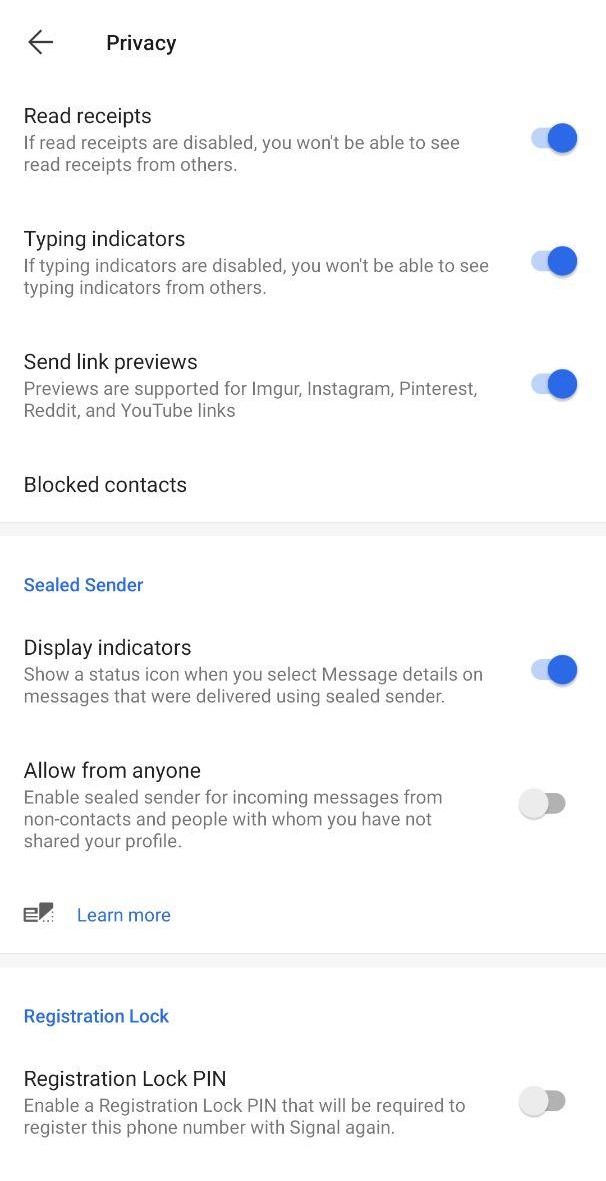 Privacy
Read receipts
If read receipts are disabled, you won't be able to see
read receipts from others.
Typing indicators
If typing indicators are disabled, you won't be able to see
typing indicators from others.
Send link previews
Previews are supported for Imgur, Instagram, Pinterest,
Reddit, and YouTube links
Blocked contacts
Sealed Sender
Display indicators
Show a status icon when you select Message details on
messages that were delivered using sealed sender.
Allow from anyone
Enable sealed sender for incoming messages from
non-contacts and people with whom you have not
shared your profile.
Learn more
Registration Lock
Registration Lock PIN
Enable a Registration Lock PIN that will be required to
register this phone number with Signal again.